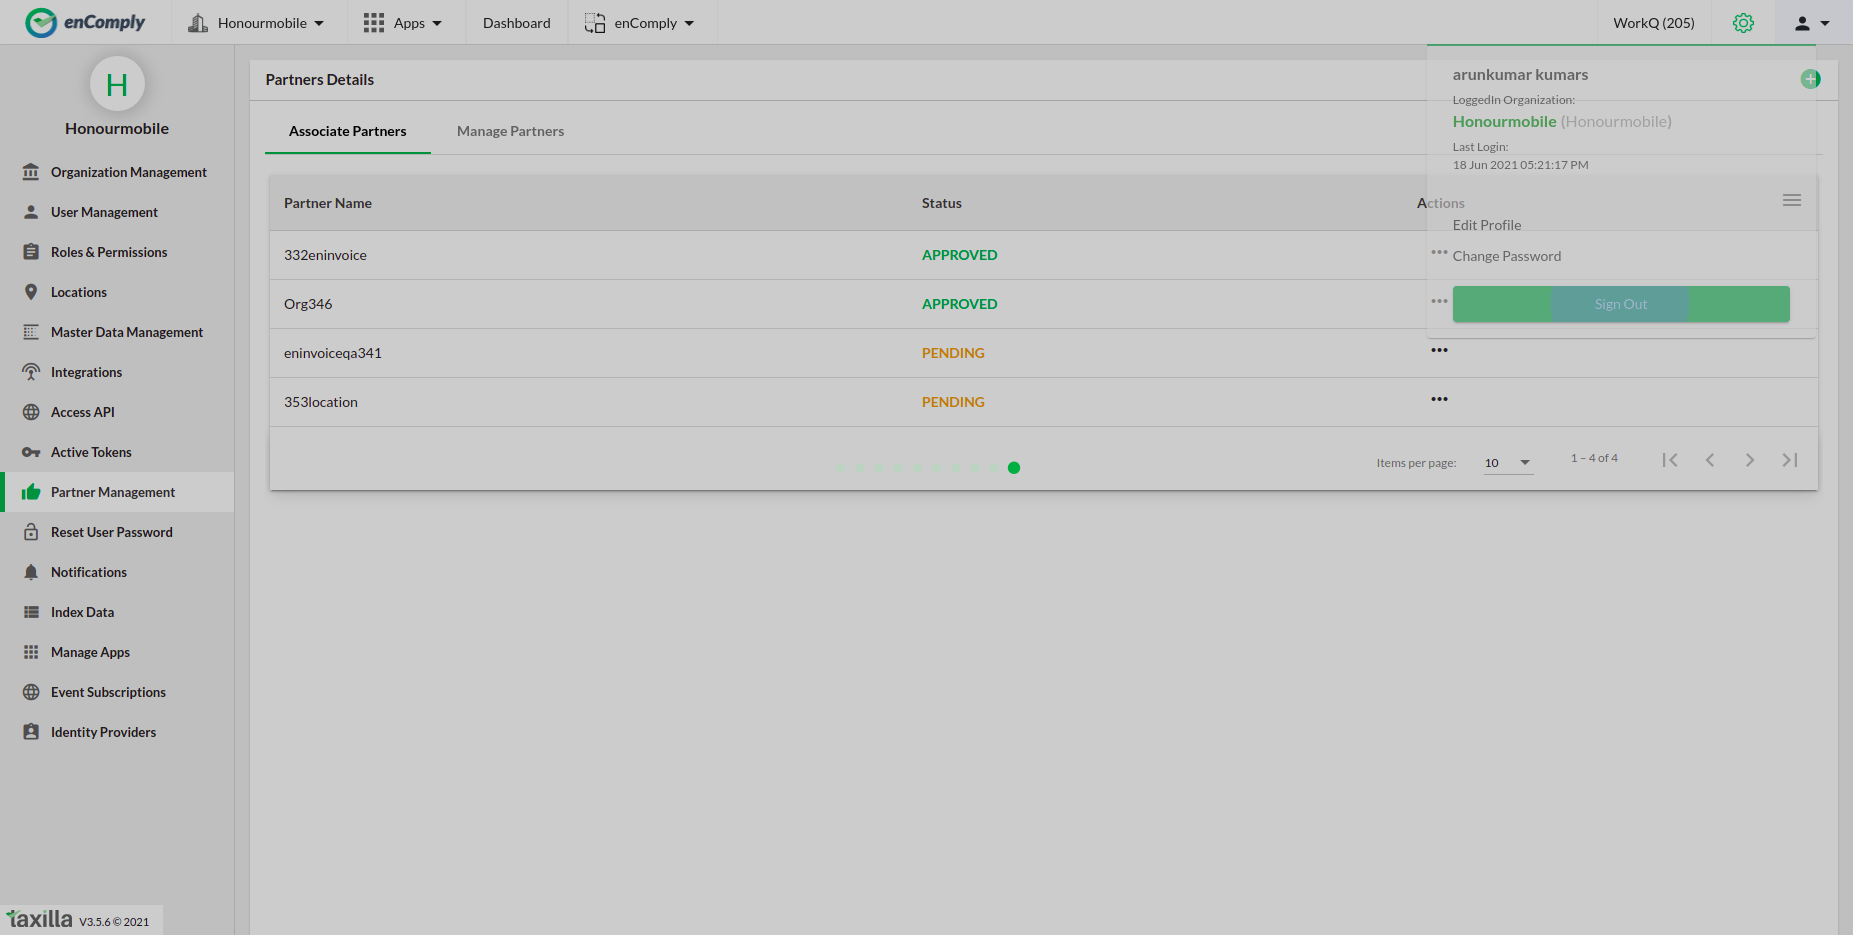 enComply
Honourmobile
Apps
Dashboard
enComply
WorkQ (205)
H
Honourmobile
Organization Management
User Management
Roles & Permissions
Locations
Master Data Management
Integrations
Access API
Active Tokens
Partner Management
Reset User Password
Notifications
Index Data
Manage Apps
Event Subscriptions
Identity Providers
taxilla V3.5.6 © 2021
Partners Details
Associate Partners
Manage Partners
Partner Name
Status
Actions
332eninvoice
APPROVED
Org346
APPROVED
eninvoiceqa341
PENDING
353location
PENDING
Items per page:
10
1 – 4 of 4
arunkumar kumars
LoggedIn Organization:
Honourmobile (Honourmobile)
Last Login:
18 Jun 2021 05:21:17 PM
Edit Profile
Change Password
Sign Out